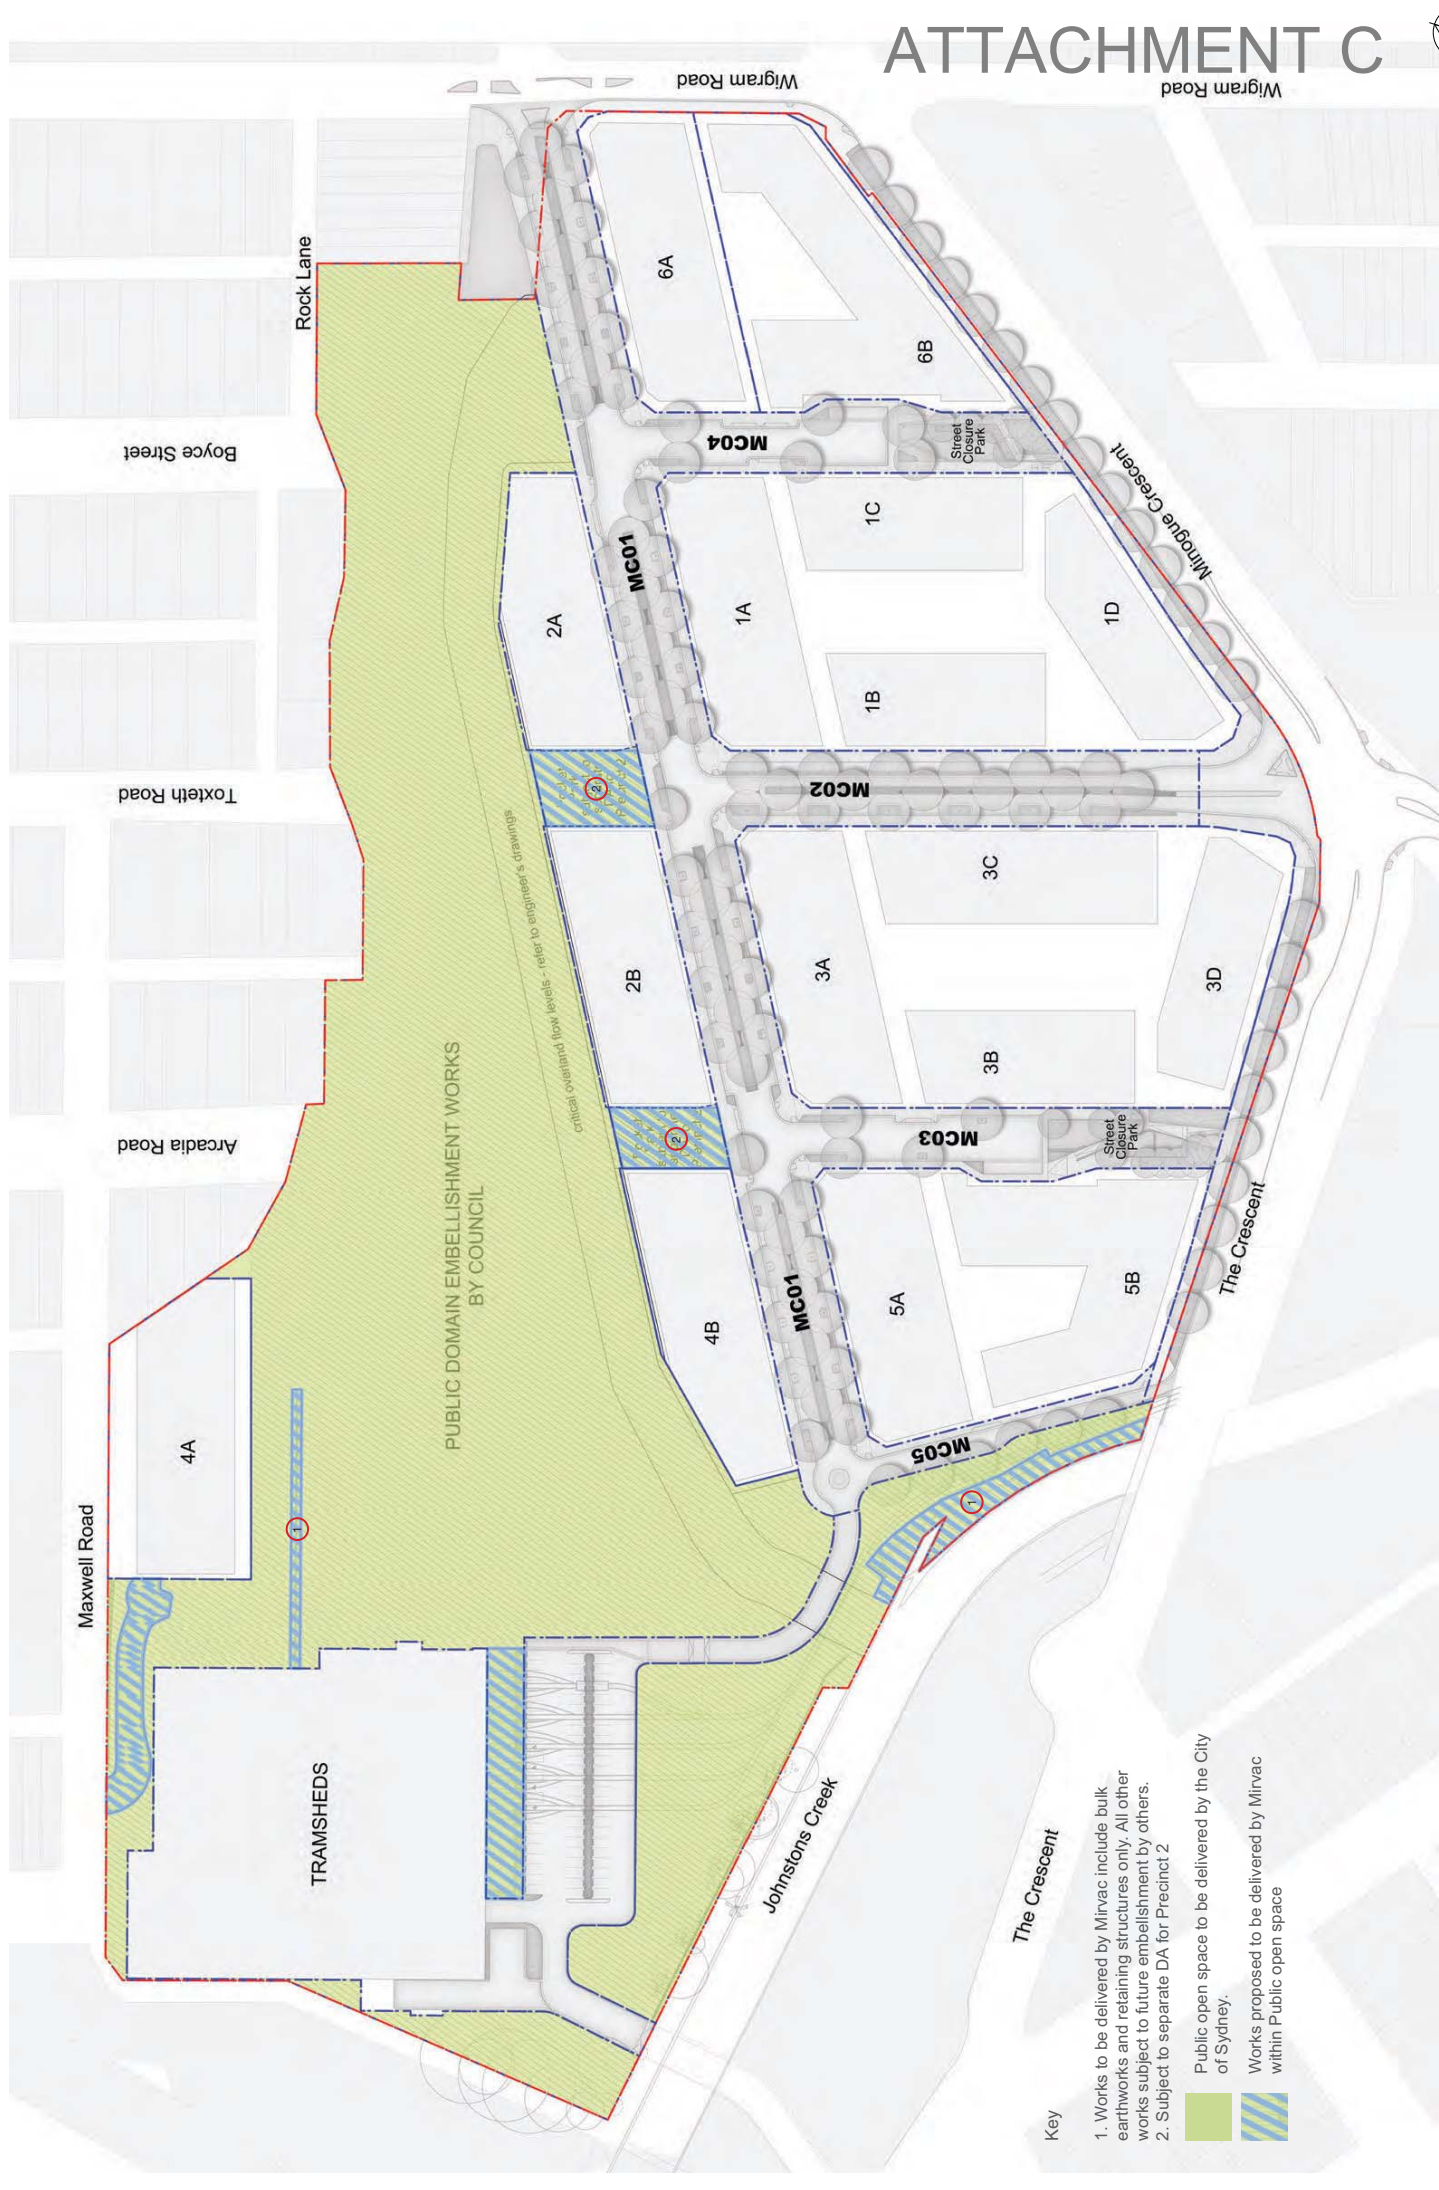 ATTACHMENT C
Wigram Road
Wigram Road
Rock Lane
Boyce Street
Toxteth Road
Arcadia Road
Maxwell Road
6A
6B
MC04
Street
Closure
Park
Minogue Crescent
2A
MC01
1A
1C
1B
1D
2
MC02
critical overland flow levels - refer to engineer's drawings
2B
3A
3C
3B
3D
PUBLIC DOMAIN EMBELLISHMENT WORKS
BY COUNCIL
2
MC03
Street
Closure
Park
The Crescent
4A
4B
MC01
5A
5B
MC05
1
1
TRAMSHEDS
Johnstons Creek
The Crescent
Key
1. Works to be delivered by Mirvac include bulk
earthworks and retaining structures only. All other
works subject to future embellishment by others.
2. Subject to separate DA for Precinct 2
Public open space to be delivered by the City
of Sydney.
Works proposed to be delivered by Mirvac
within Public open space